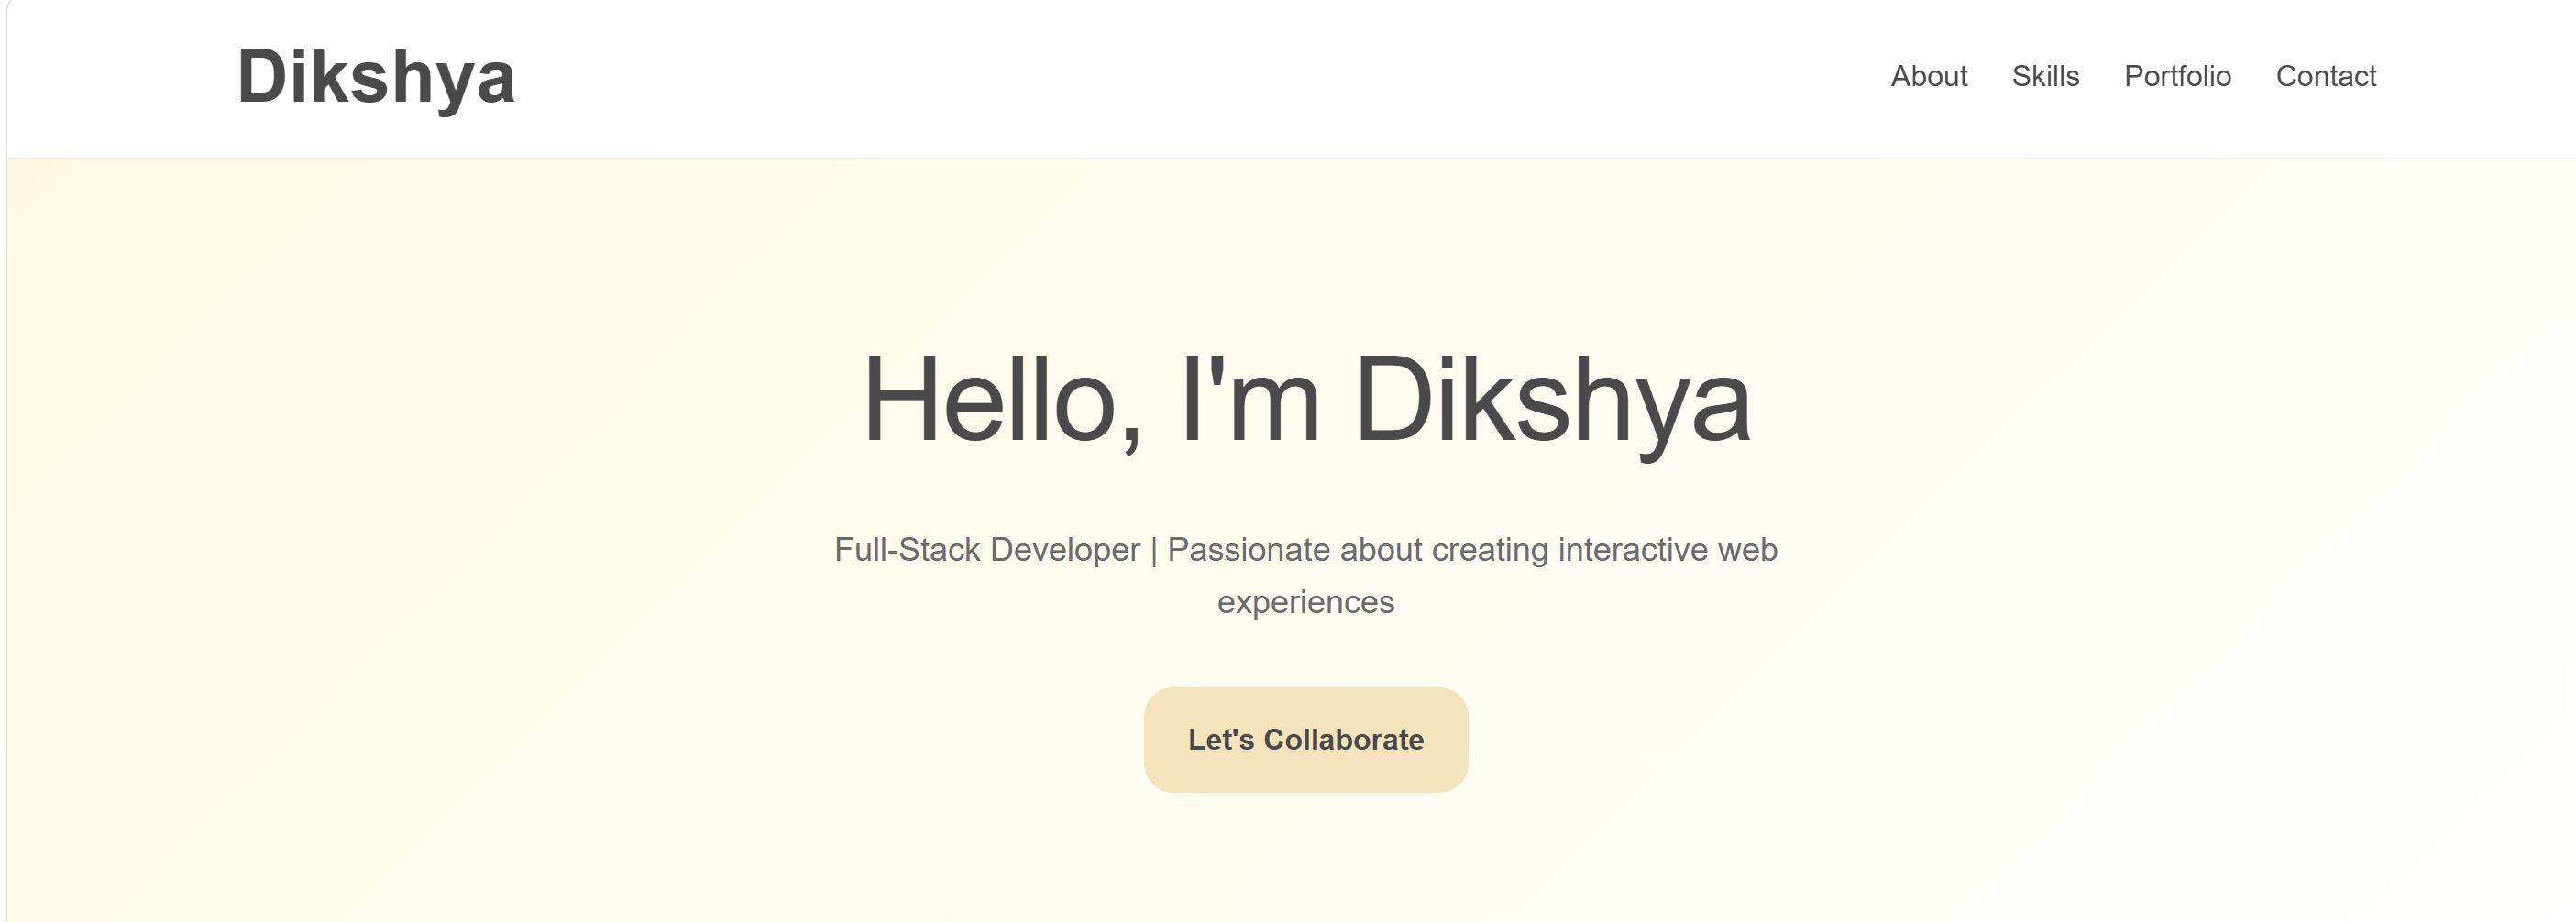 Dikshya
About Skills Portfolio Contact
Hello, I'm Dikshya
Full-Stack Developer | Passionate about creating interactive web
experiences
Let's Collaborate